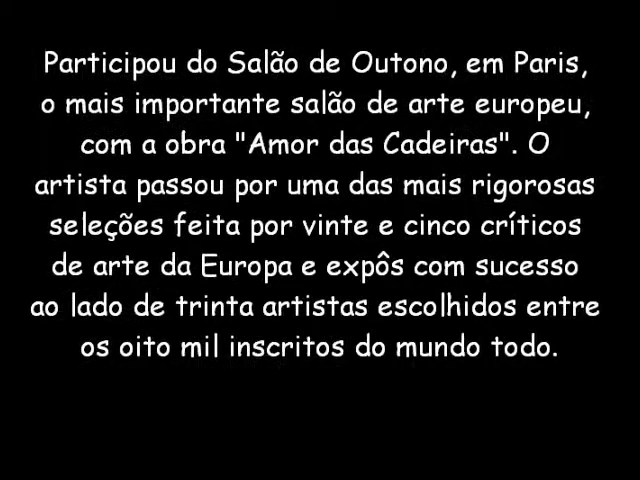 Participou do Salão de Outono, em Paris,
o mais importante salão de arte europeu,
com a obra "Amor das Cadeiras". O
artista passou por uma das mais rigorosas
seleções feita por vinte e cinco críticos
de arte da Europa e expôs com sucesso
ao lado de trinta artistas escolhidos entre
os oito mil inscritos do mundo todo.